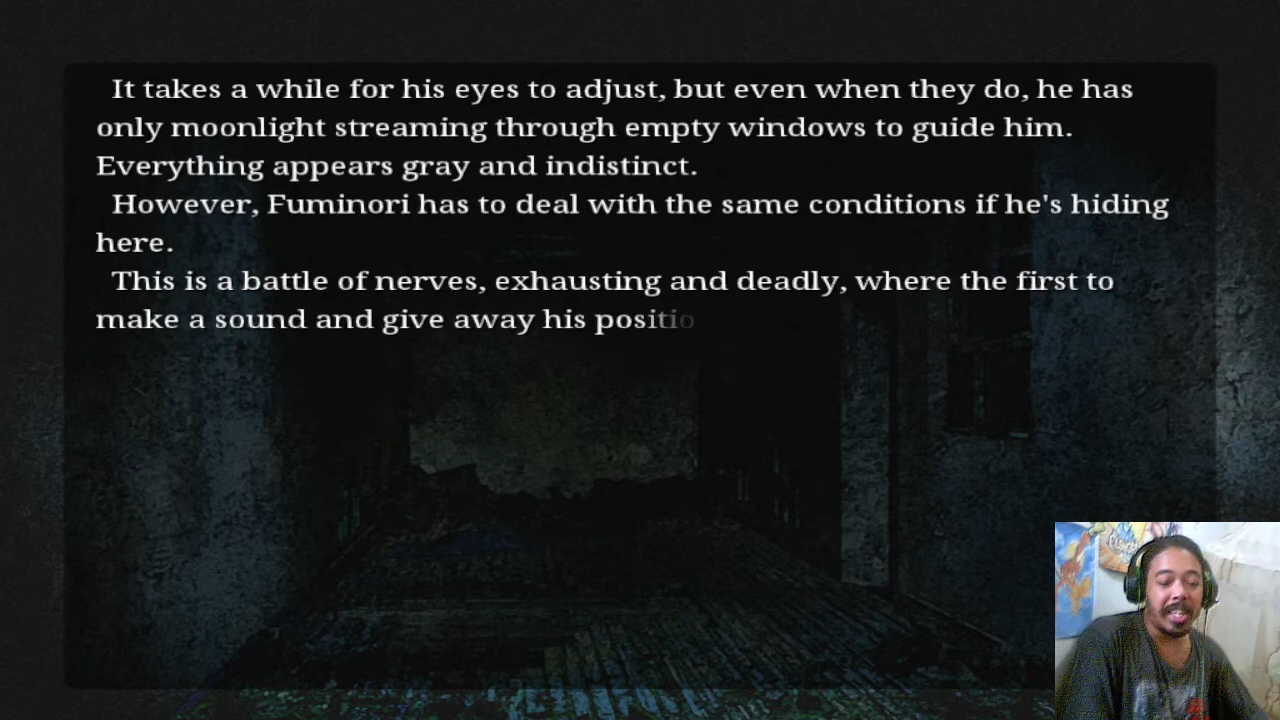 It takes a while for his eyes to adjust, but even when they do, he has
only moonlight streaming through empty windows to guide him.
Everything appears gray and indistinct.
However, Fuminori has to deal with the same conditions if he's hiding
here.
This is a battle of nerves, exhausting and deadly, where the first to
make a sound and give away his positio